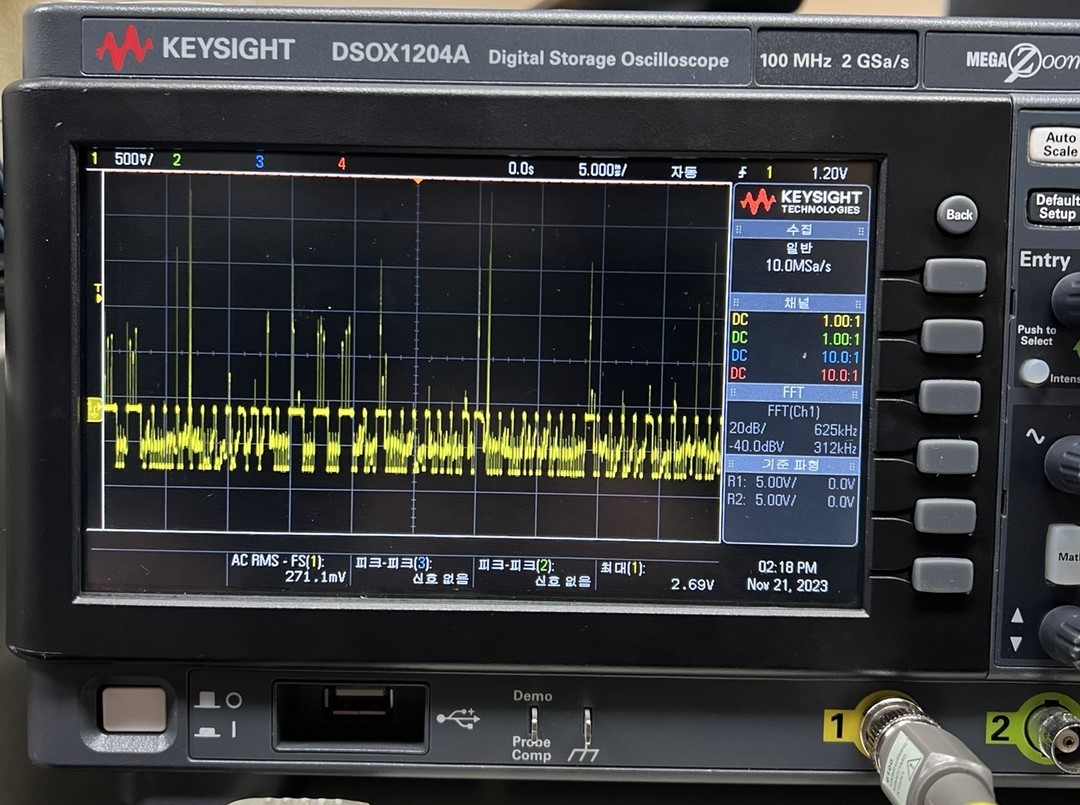 KEYSIGHT DSOX1204A Digital Storage Oscilloscope 100 MHz 2 GSa/s MEGA Zoom
1 500▽/ 2 3 4 0.0s 5.000▽/ 자동 1 1.20V
KEYSIGHT
TECHNOLOGIES
수집
일반
10.0MSa/s
채널
DC 1.00:1
DC 1.00:1
DC 10.0:1
DC 10.0:1
FFT
FFT(Ch1)
20dB/ 625kHz
-40.0dBV 312kHz
기준 파형
R1: 5.00V/ 0.0V
R2: 5.00V/ 0.0V
T
AC RMS - FS(1):
271.1mV
피크-피크(3):
신호 없음
피크-피크(2):
신호 없음
최대(1):
2.69V
02:18 PM
Nov 21, 2023
Back
Auto
Scale
Default
Setup
Entry
Push to
Select
Intens
Mat
Demo
Probe
Comp
1
2